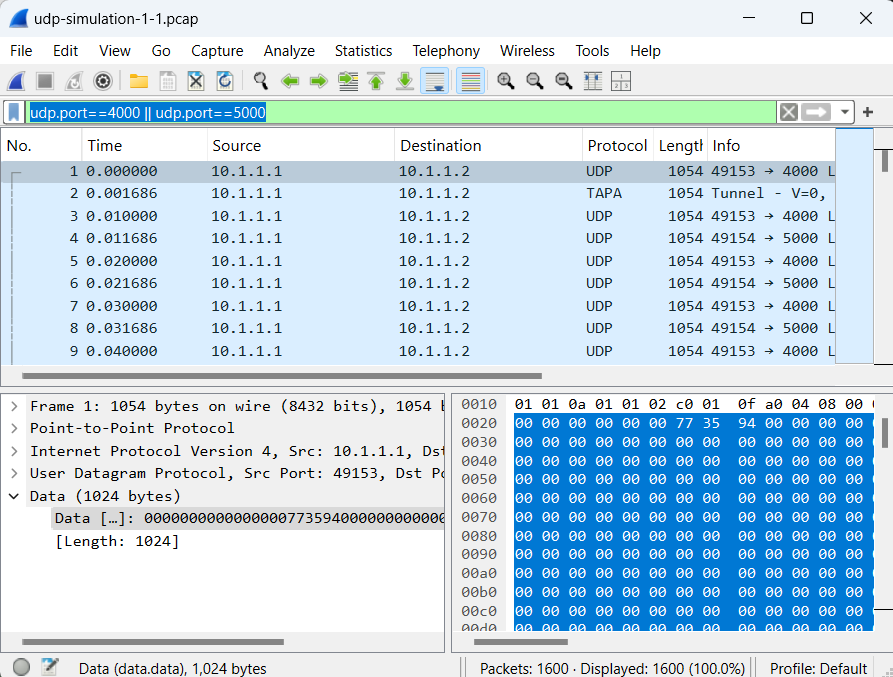 udp-simulation-1-1.pcap
File Edit View Go Capture Analyze Statistics Telephony Wireless Tools Help
udp.port==4000 || udp.port==5000
No. Time Source Destination Protocol Length Info
1 0.000000 10.1.1.1 10.1.1.2 UDP 1054 49153 → 4000 L
2 0.001686 10.1.1.1 10.1.1.2 TAPA 1054 Tunnel - V=0,
3 0.010000 10.1.1.1 10.1.1.2 UDP 1054 49153 → 4000 L
4 0.011686 10.1.1.1 10.1.1.2 UDP 1054 49154 → 5000 L
5 0.020000 10.1.1.1 10.1.1.2 UDP 1054 49153 → 4000 L
6 0.021686 10.1.1.1 10.1.1.2 UDP 1054 49154 → 5000 L
7 0.030000 10.1.1.1 10.1.1.2 UDP 1054 49153 → 4000 L
8 0.031686 10.1.1.1 10.1.1.2 UDP 1054 49154 → 5000 L
9 0.040000 10.1.1.1 10.1.1.2 UDP 1054 49153 → 4000 L
Frame 1: 1054 bytes on wire (8432 bits), 1054 b
Point-to-Point Protocol
Internet Protocol Version 4, Src: 10.1.1.1, Dst
User Datagram Protocol, Src Port: 49153, Dst Po
Data (1024 bytes)
Data […]: 00000000000000007735940000000000000
[Length: 1024]
0010 01 01 0a 01 01 02 c0 01 0f a0 04 08 00
0020 00 00 00 00 00 00 77 35 94 00 00 00 00
0030 00 00 00 00 00 00 00 00 00 00 00 00 00
0040 00 00 00 00 00 00 00 00 00 00 00 00 00
0050 00 00 00 00 00 00 00 00 00 00 00 00 00
0060 00 00 00 00 00 00 00 00 00 00 00 00 00
0070 00 00 00 00 00 00 00 00 00 00 00 00 00
0080 00 00 00 00 00 00 00 00 00 00 00 00 00
0090 00 00 00 00 00 00 00 00 00 00 00 00 00
00a0 00 00 00 00 00 00 00 00 00 00 00 00 00
00b0 00 00 00 00 00 00 00 00 00 00 00 00 00
00c0 00 00 00 00 00 00 00 00 00 00 00 00 00
00d0 00 00 00 00 00 00 00 00 00 00 00 00 00
Data (data.data), 1,024 bytes
Packets: 1600 · Displayed: 1600 (100.0%)
Profile: Default